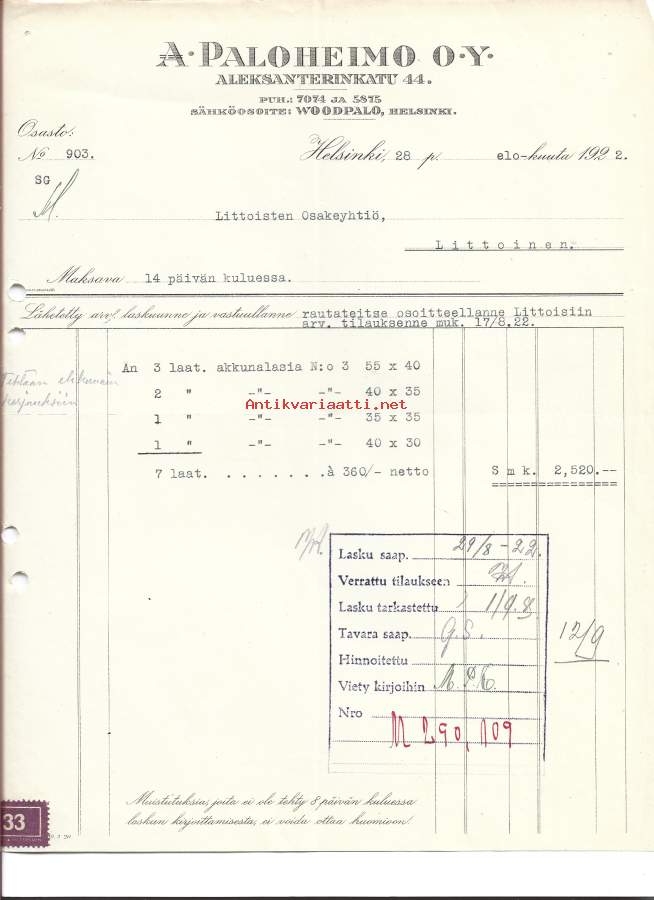 A. PALOHEIMO O.Y.
ALEKSANTERINKATU 44.
PUH.: 7074 JA 5875
SÄHKÖOSOITE: WOODPALO, HELSINKI.
Osasto:
No 903. Helsinki, 28 p. elo-kuuta 1922.
SG
M.
Littoisten Osakeyhtiö,
Littoinen.
Maksava 14 päivän kuluessa.
Lähetetty arv. laskuunne ja vastuullanne rautateitse osoitteellanne Littoisiin
arv. tilauksenne muk. 17/8.22.
An 3 laat. akkunalasia N:o 3 55 x 40
2 " -"- -"- 40 x 35
Antikvariaatti.net
1 " -"- -"- 35 x 35
1 " -"- -"- 40 x 30
7 laat. . . . . . . . à 360/- netto Smk. 2,520.--
Tehtaan
Lasku saap. 29/8-22.
Verrattu tilaukseen
Lasku tarkastettu 1/9.
Tavara saap. G.S. 12/9
Hinnoitettu
Viety kirjoihin
Nro
M 290, 109
Muistutuksia, joita ei ole tehty 8 päivän kuluessa
laskun kirjoittamisesta, ei voida ottaa huomioon!
33